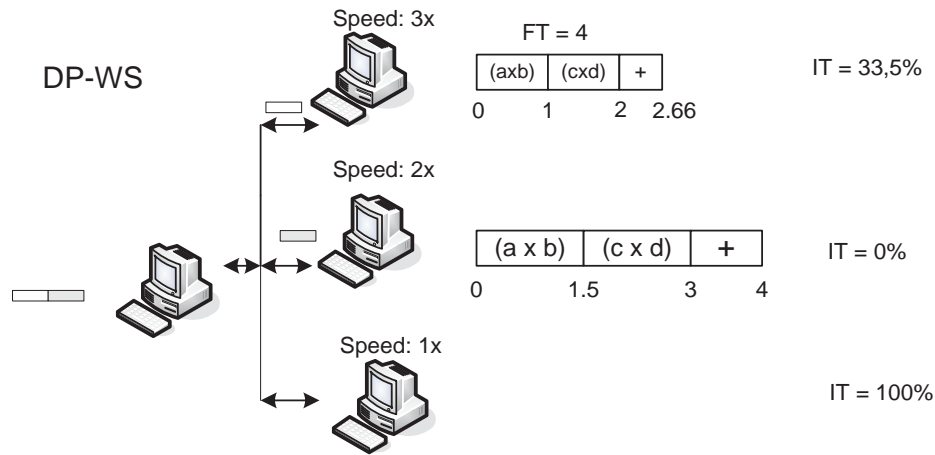 DP-WS
Speed: 3x
FT = 4
(axb) (cxd) +
0 1 2 2.66
IT = 33,5%
Speed: 2x
(a x b) (c x d) +
0 1.5 3 4
IT = 0%
Speed: 1x
IT = 100%